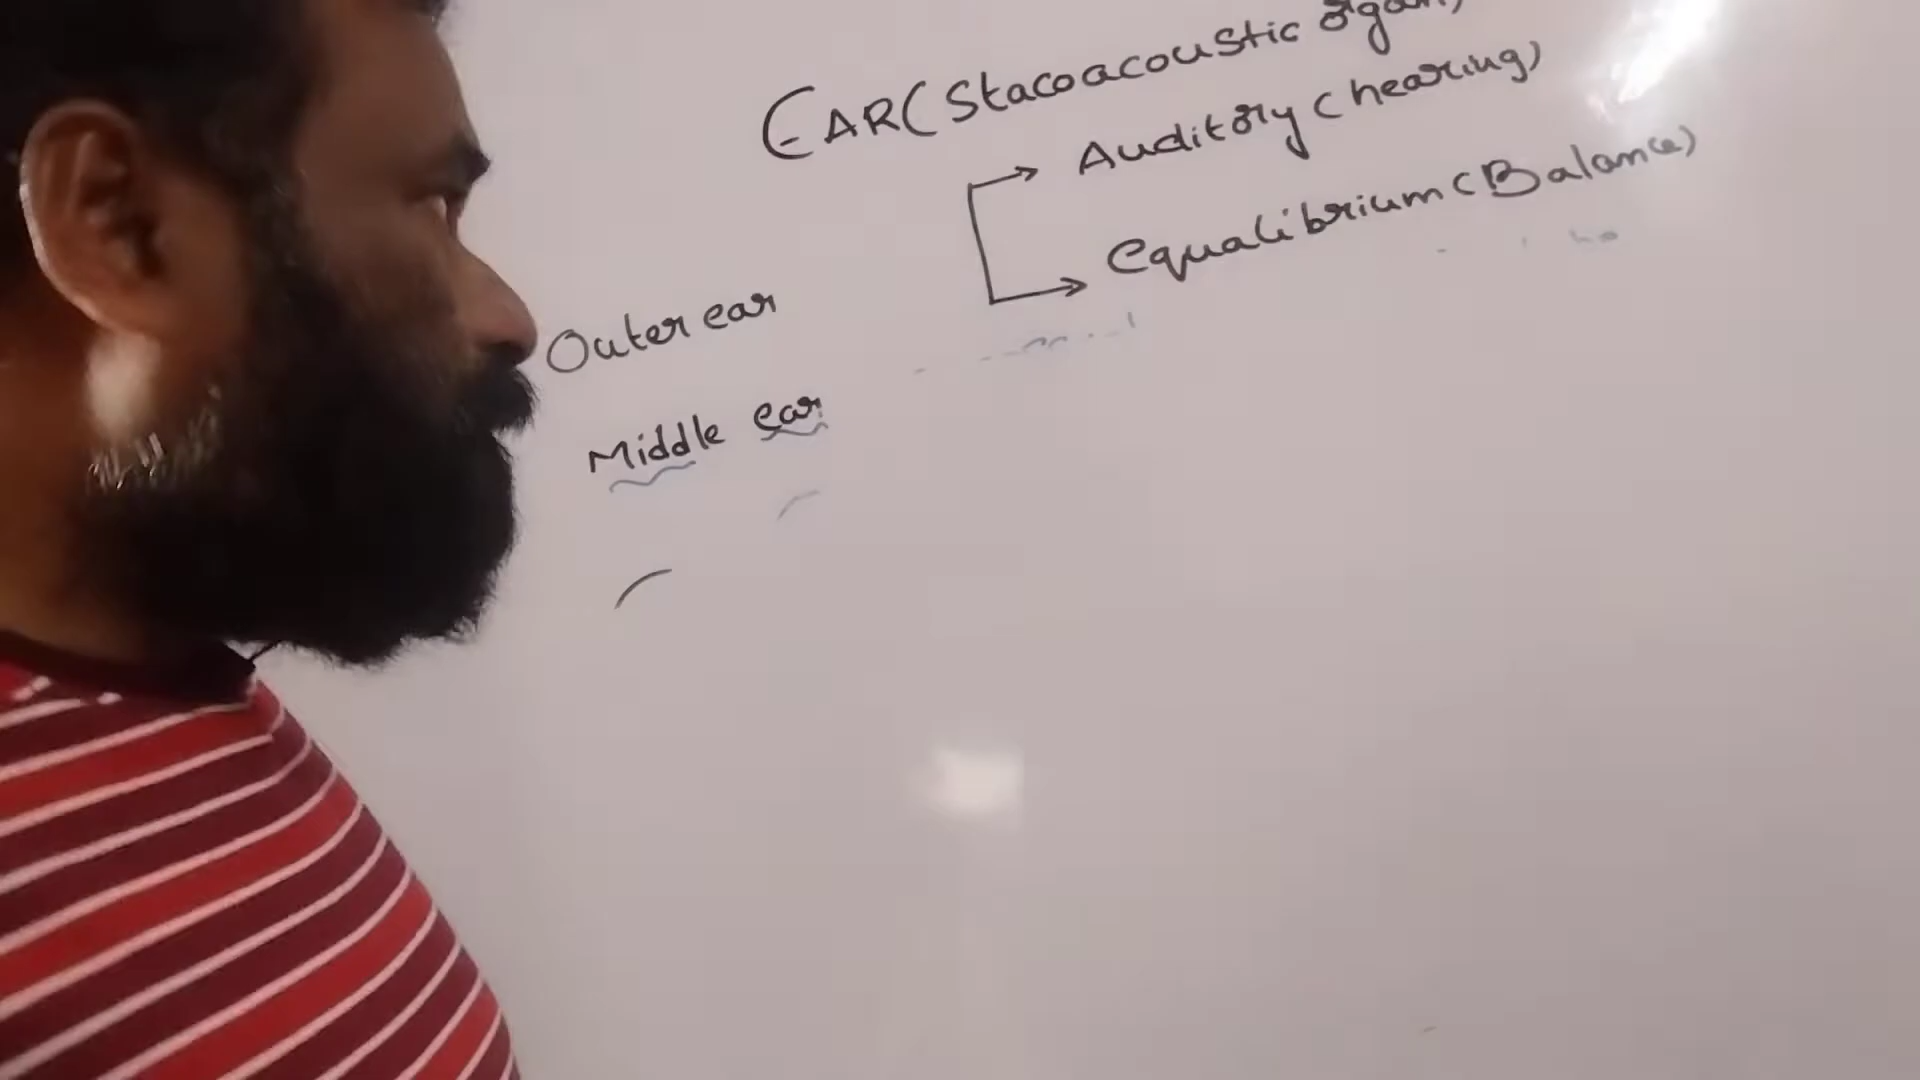 EAR (Stacoacoustic organ)
Auditory (hearing)
Equalibrium (Balance)
Outer ear
Middle ear